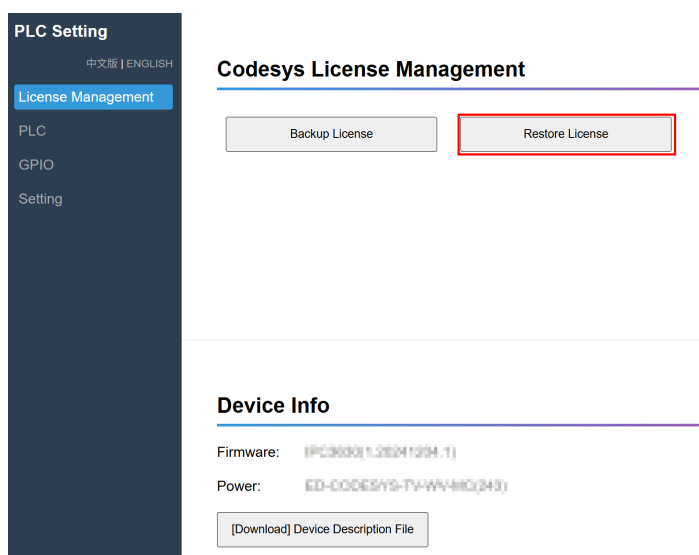 PLC Setting
中文版 | ENGLISH
License Management
PLC
GPIO
Setting
Codesys License Management
Backup License
Restore License
Device Info
Firmware:
Power:
[Download] Device Description File